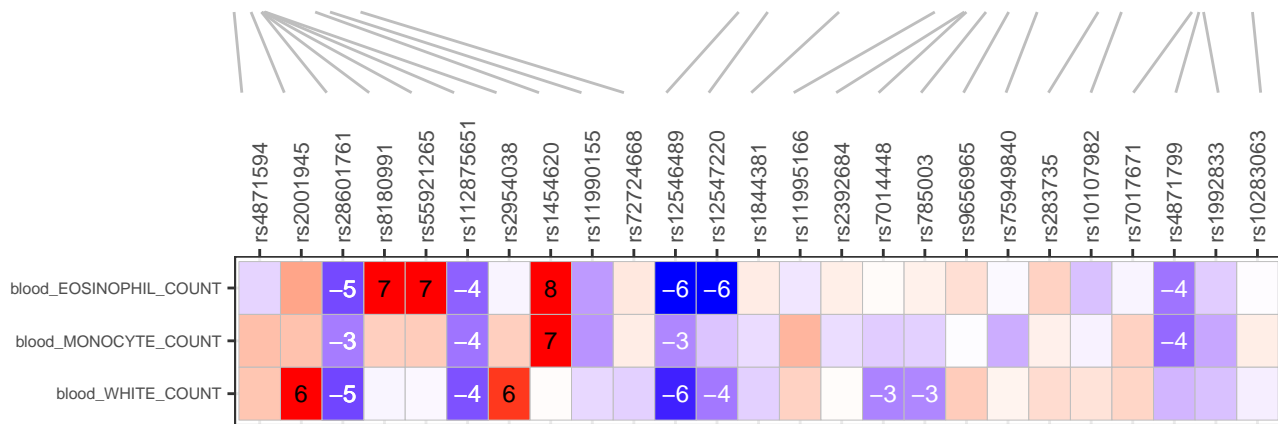 rs4871594
rs2001945
rs28601761
rs8180991
rs55921265
rs112875651
rs2954038
rs1454620
rs11990155
rs72724668
rs12546489
rs12547220
rs1844381
rs11995166
rs2392684
rs7014448
rs785003
rs9656965
rs75949840
rs283735
rs10107982
rs7017671
rs4871799
rs1992833
rs10283063
blood_EOSINOPHIL_COUNT −5 7 7 −4 8 −6 −6 −4
blood_MONOCYTE_COUNT −3 −4 7 −3 −4
blood_WHITE_COUNT 6 −5 −4 6 −6 −4 −3 −3